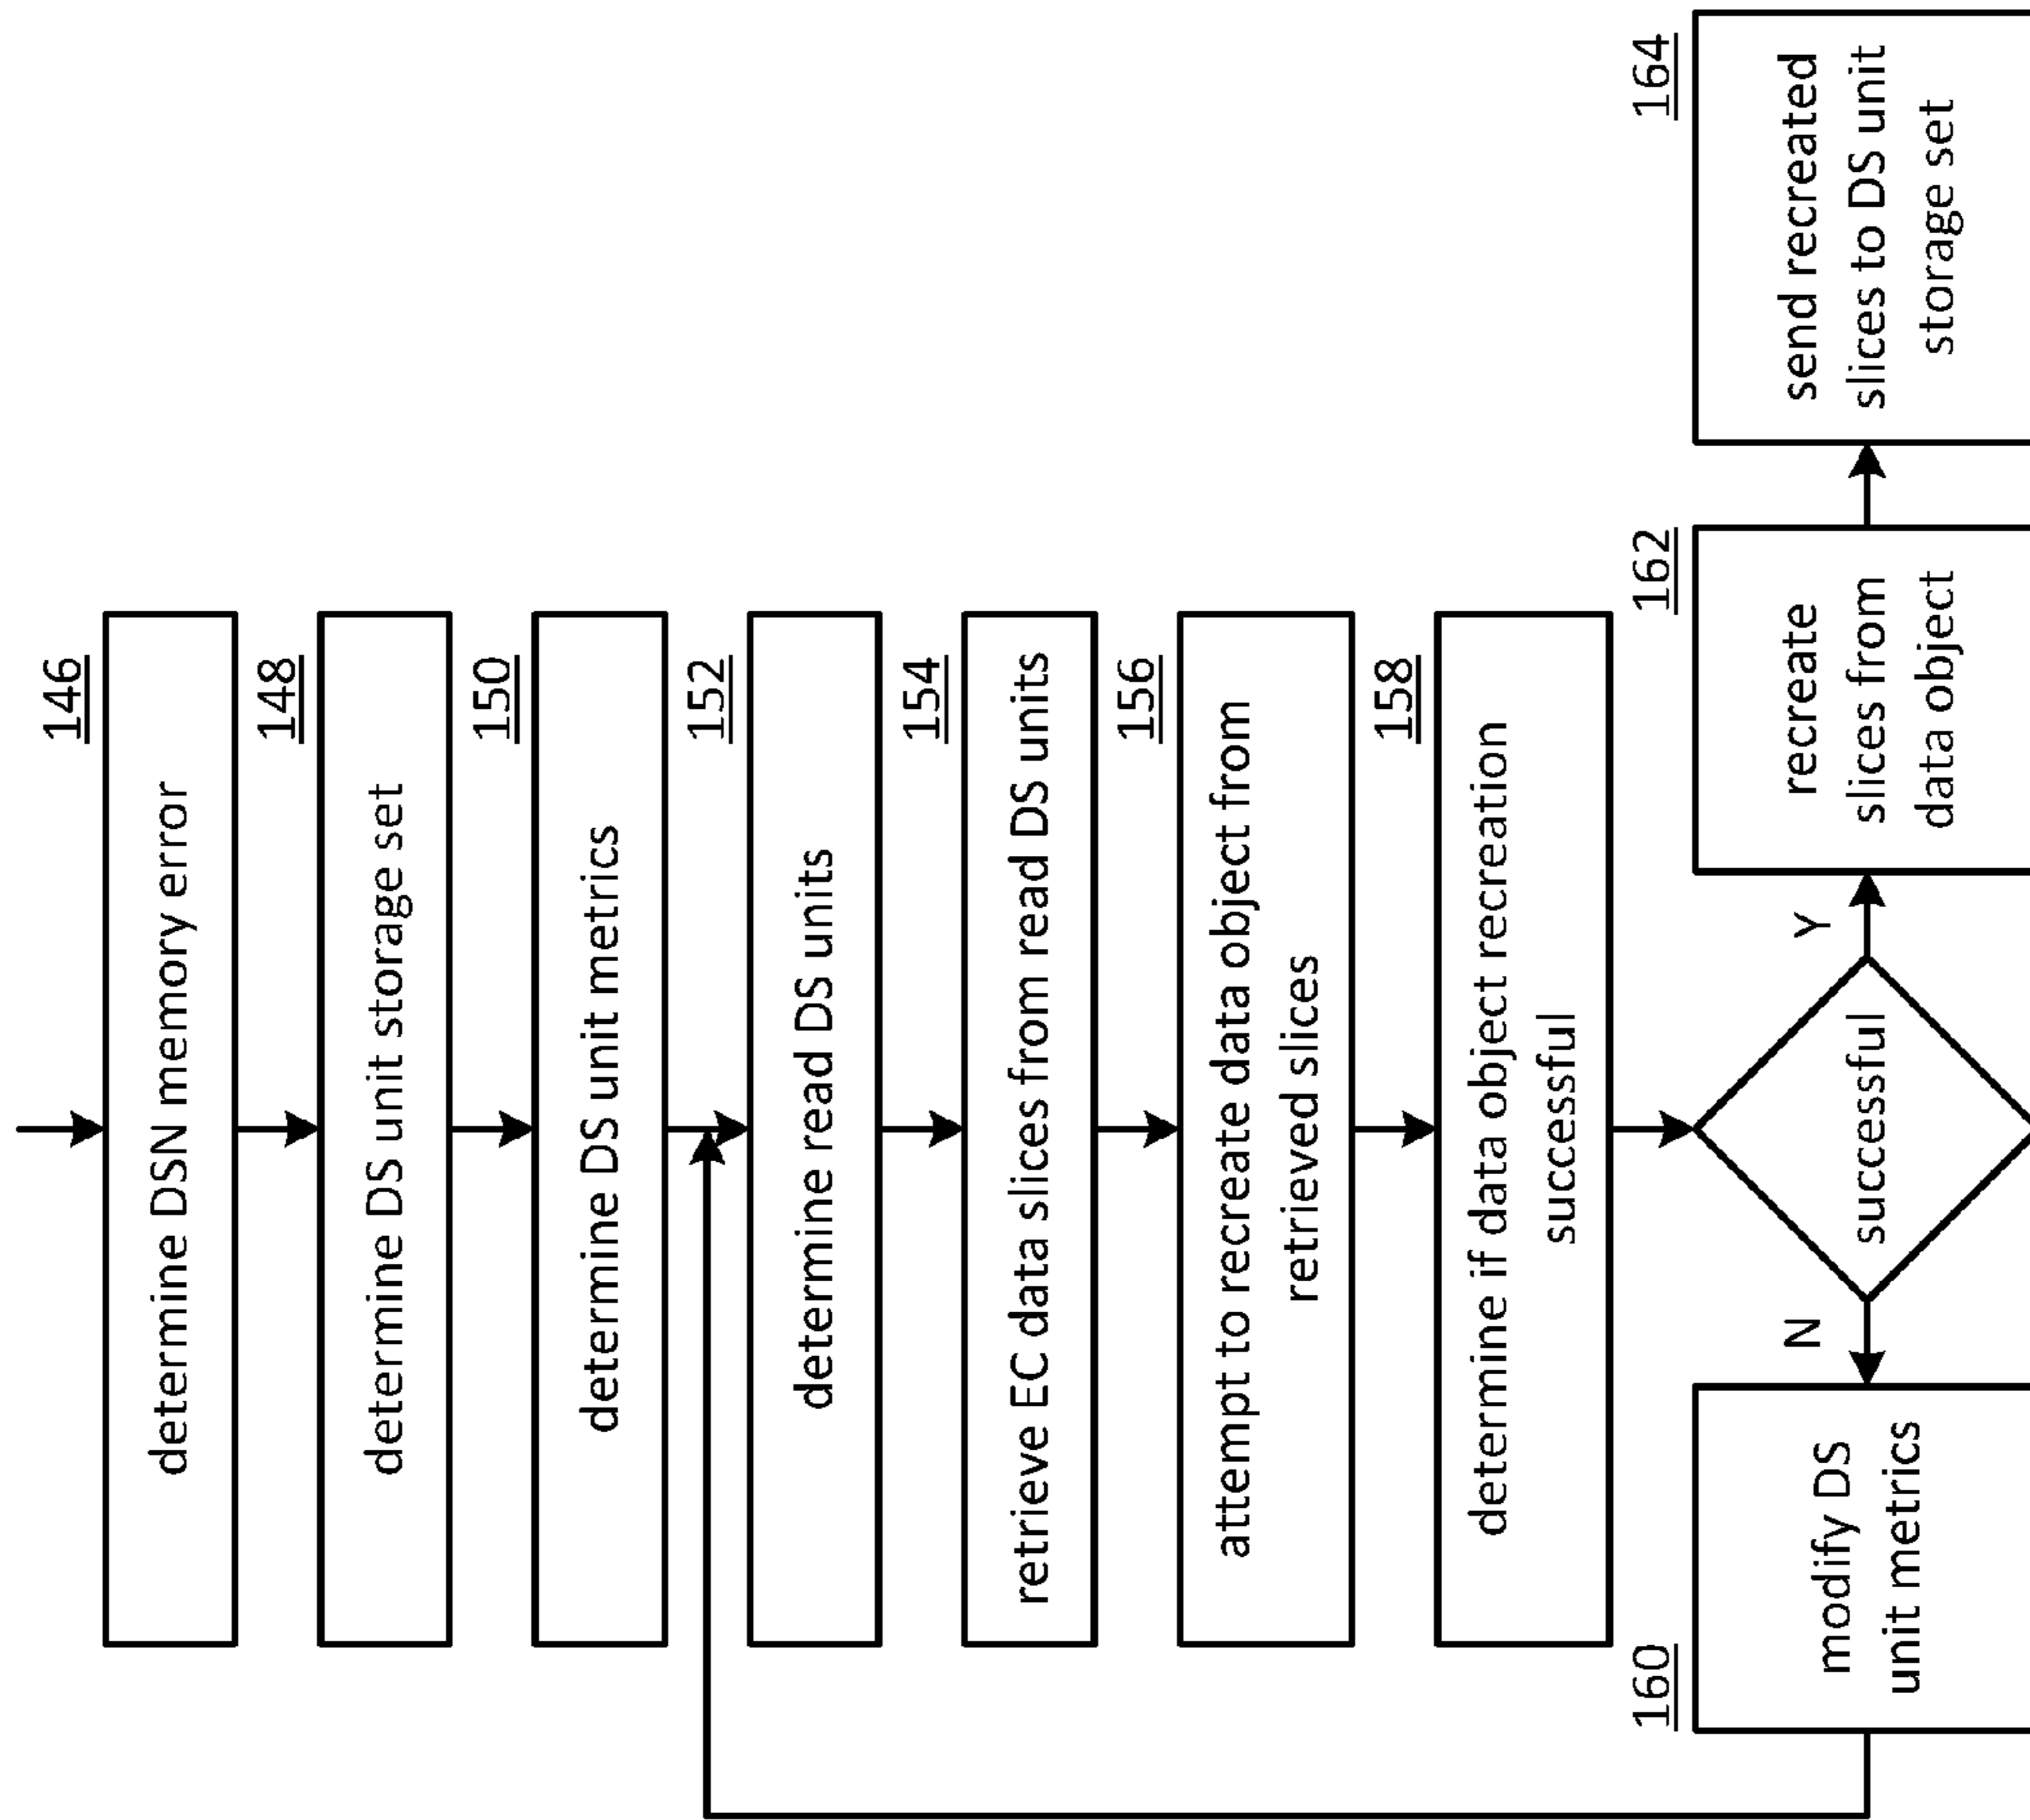 146
determine DSN memory error
148
determine DS unit storage set
150
determine DS unit metrics
152
determine read DS units
154
retrieve EC data slices from read DS units
156
attempt to recreate data object from
retrieved slices
158
determine if data object recreation
successful
160
modify DS
unit metrics
N
successful
Y
162
recreate
slices from
data object
164
send recreated
slices to DS unit
storage set